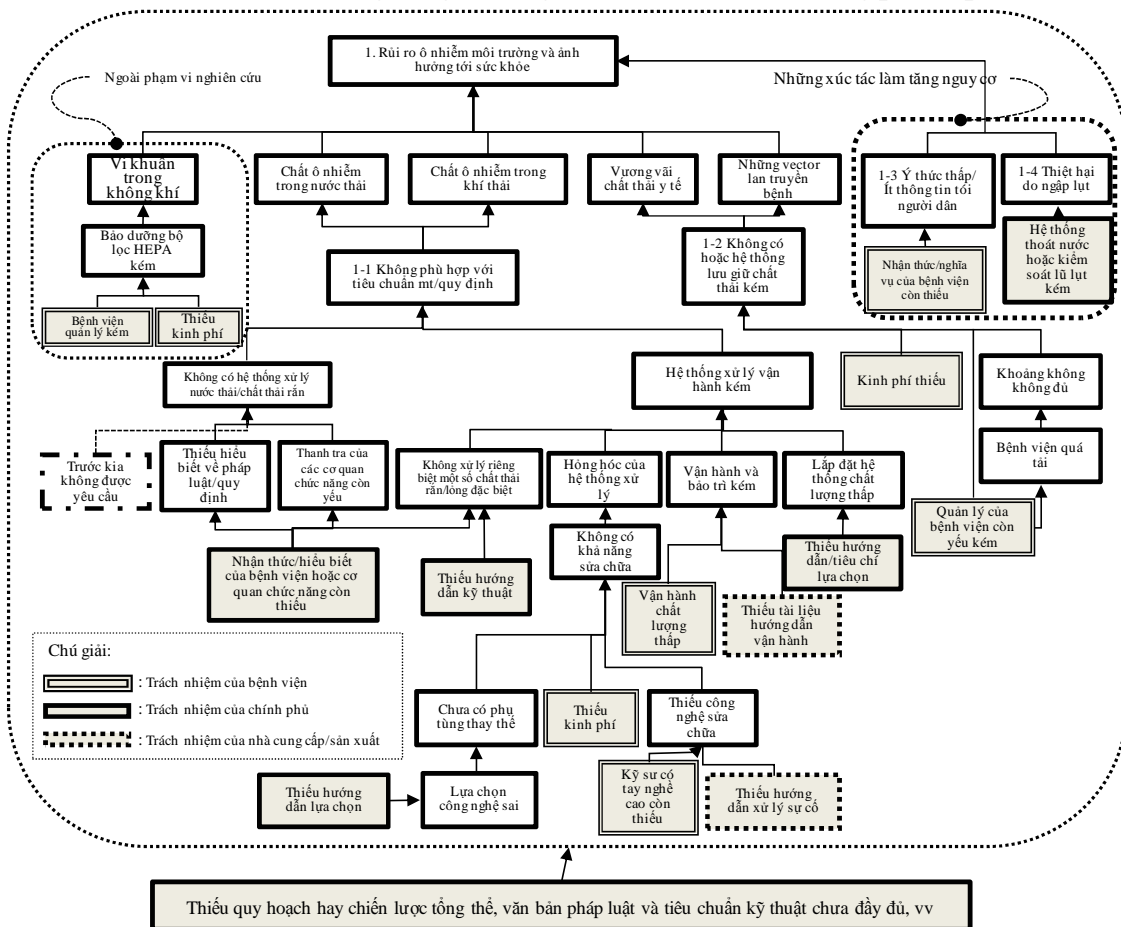 1. Rủi ro ô nhiễm môi trường và ảnh
hưởng tới sức khỏe
Ngoài phạm vi nghiên cứu
Những xúc tác làm tăng nguy cơ
Vi khuẩn
trong
không khí
Chất ô nhiễm
trong nước thải
Chất ô nhiễm trong
khí thải
Vương vãi
chất thải y tế
Những vector
lan truyền
bệnh
1-3 Ý thức thấp/
Ít thông tin tới
người dân
1-4 Thiệt hại
do ngập lụt
Bảo dưỡng bộ
lọc HEPA
kém
1-1 Không phù hợp với
tiêu chuẩn mt/quy định
1-2 Không có
hoặc hệ thống
lưu giữ chất
thải kém
Nhận thức/nghĩa
vụ của bệnh viện
còn thiếu
Hệ thống
thoát nước
hoặc kiểm
soát lũ lụt
kém
Bệnh viện
quản lý kém
Thiếu
kinh phí
Không có hệ thống xử lý
nước thải/chất thải rắn
Hệ thống xử lý vận
hành kém
Kinh phí thiếu
Khoảng không
không đủ
Trước kia
không được
yêu cầu
Thiếu hiểu
biết về pháp
luật/quy
định
Thanh tra của
các cơ quan
chức năng còn
yếu
Không xử lý riêng
biệt một số chất thải
rắn/lỏng đặc biệt
Hỏng hóc của
hệ thống xử
lý
Vận hành và
bảo trì kém
Lắp đặt hệ
thống chất
lượng thấp
Bệnh viện quá
tải
Quản lý của
bệnh viện còn
yếu kém
Nhận thức/hiểu biết
của bệnh viện hoặc cơ
quan chức năng còn
thiếu
Thiếu hướng
dẫn kỹ thuật
Không có
khả năng
sửa chữa
Thiếu hướng
dẫn/tiêu chí
lựa chọn
Vận hành
chất
lượng
thấp
Thiếu tài liệu
hướng dẫn
vận hành
Chú giải:
: Trách nhiệm của bệnh viện
: Trách nhiệm của chính phủ
: Trách nhiệm của nhà cung cấp/sản xuất
Chưa có phụ
tùng thay thế
Thiếu
kinh phí
Thiếu công
nghệ sửa
chữa
Thiếu hướng
dẫn lựa chọn
Lựa chọn
công nghệ sai
Kỹ sư có
tay nghề
cao còn
thiếu
Thiếu hướng
dẫn xử lý sự cố
Thiếu quy hoạch hay chiến lược tổng thể, văn bản pháp luật và tiêu chuẩn kỹ thuật chưa đầy đủ, vv